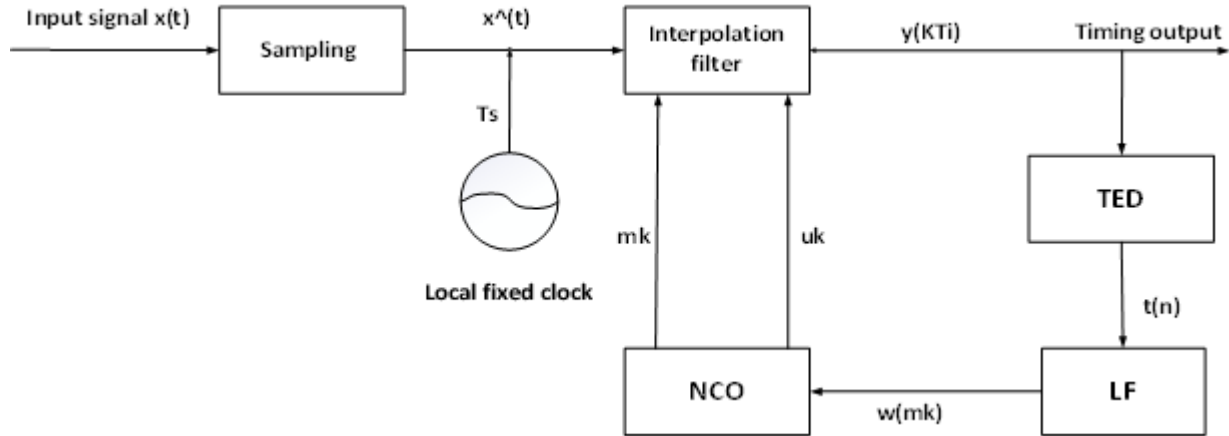 Input signal x(t)
Sampling
x^(t)
Ts
Local fixed clock
Interpolation
filter
y(KTi)
Timing output
TED
t(n)
LF
w(mk)
NCO
mk
uk